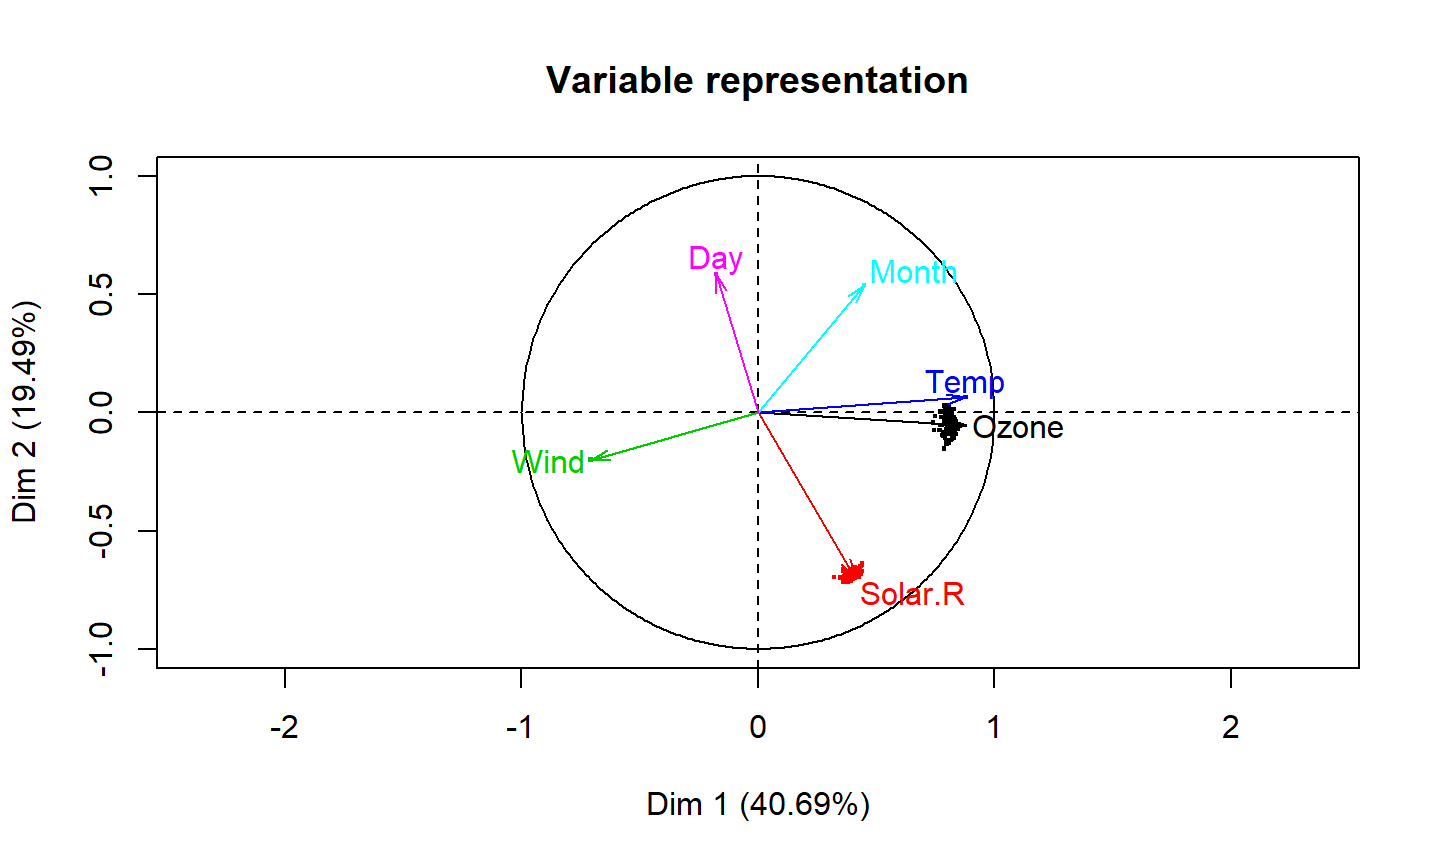 Variable representation
1.0
0.5
0.0
-0.5
-1.0
Dim 2 (19.49%)
Day
Month
Temp
Ozone
Wind
Solar.R
-2
-1
0
1
2
Dim 1 (40.69%)